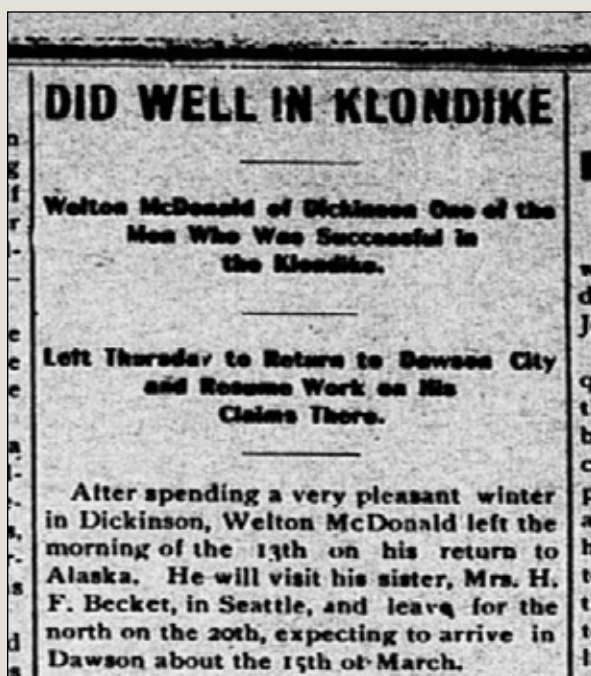 DID WELL IN KLONDIKE
Welton McDonald of Dickinson One of the
Men Who Was Successful in
the Klondike.
Left Thursday to Return to Dawson City
and Resume Work on His
Claims There.
After spending a very pleasant winter
in Dickinson, Welton McDonald left the
morning of the 13th on his return to
Alaska. He will visit his sister, Mrs. H.
F. Becket, in Seattle, and leave for the
north on the 20th, expecting to arrive in
Dawson about the 15th of March.